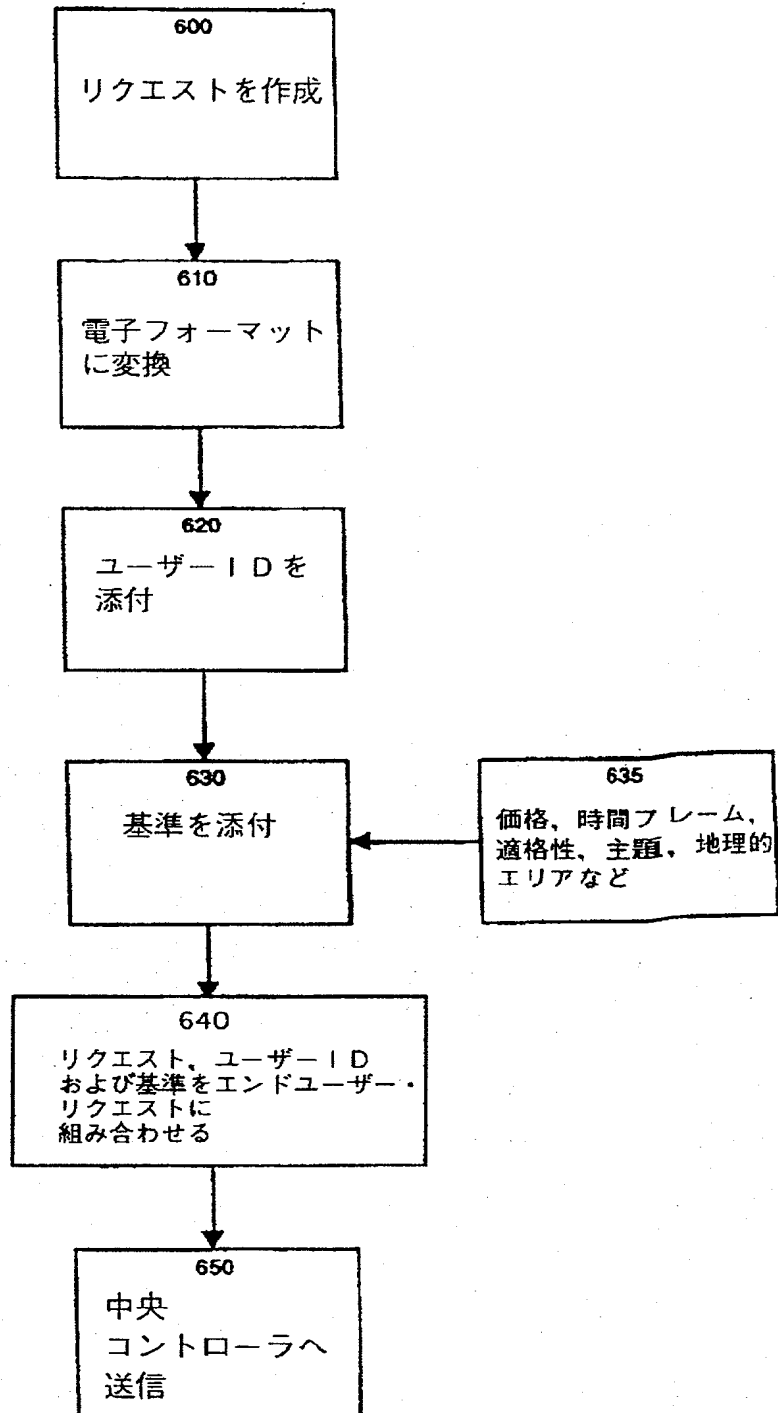 600
リクエストを作成
610
電子フォーマット
に変換
620
ユーザーIDを
添付
630
基準を添付
635
価格、時間フレーム、
適格性、主題、地理的
エリアなど
640
リクエスト、ユーザーID
および基準をエンドユーザー・
リクエストに
組み合わせる
650
中央
コントローラへ
送信